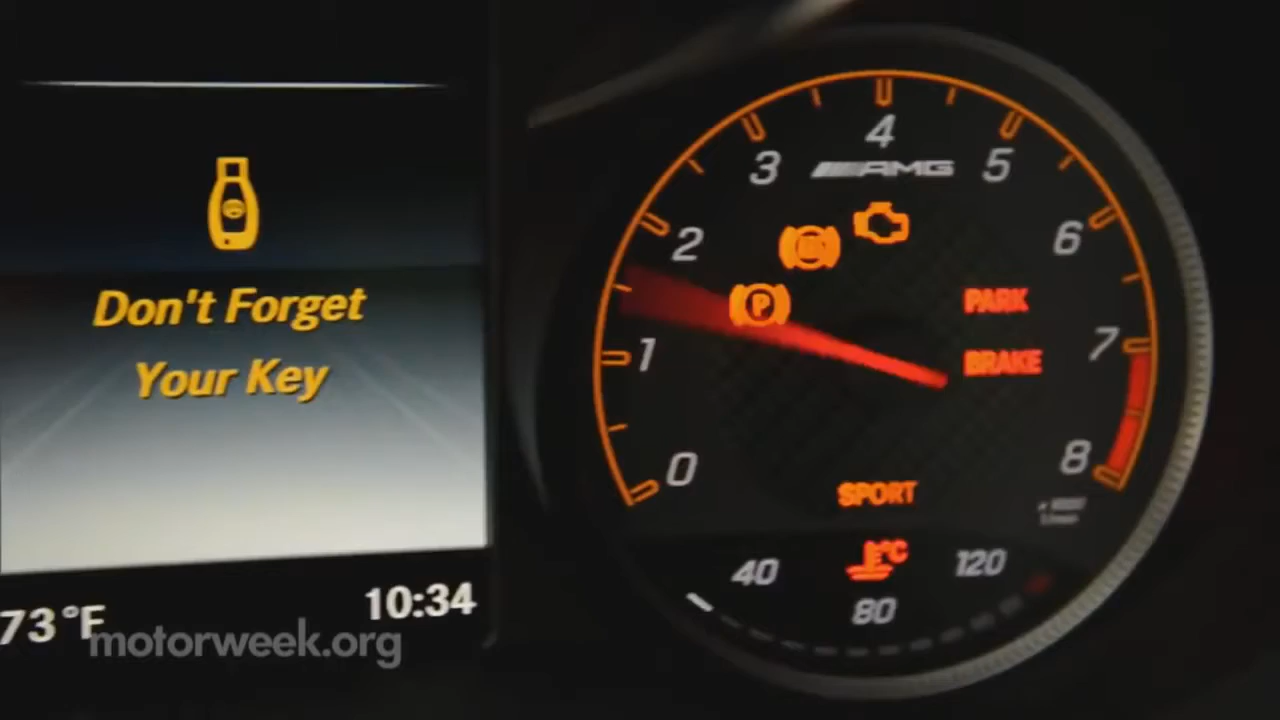 Don't Forget
Your Key
73°F
10:34
motorweek.org
0
1
2
3
4
5
6
7
8
AMG
P
PARK
BRAKE
SPORT
°C
40
80
120